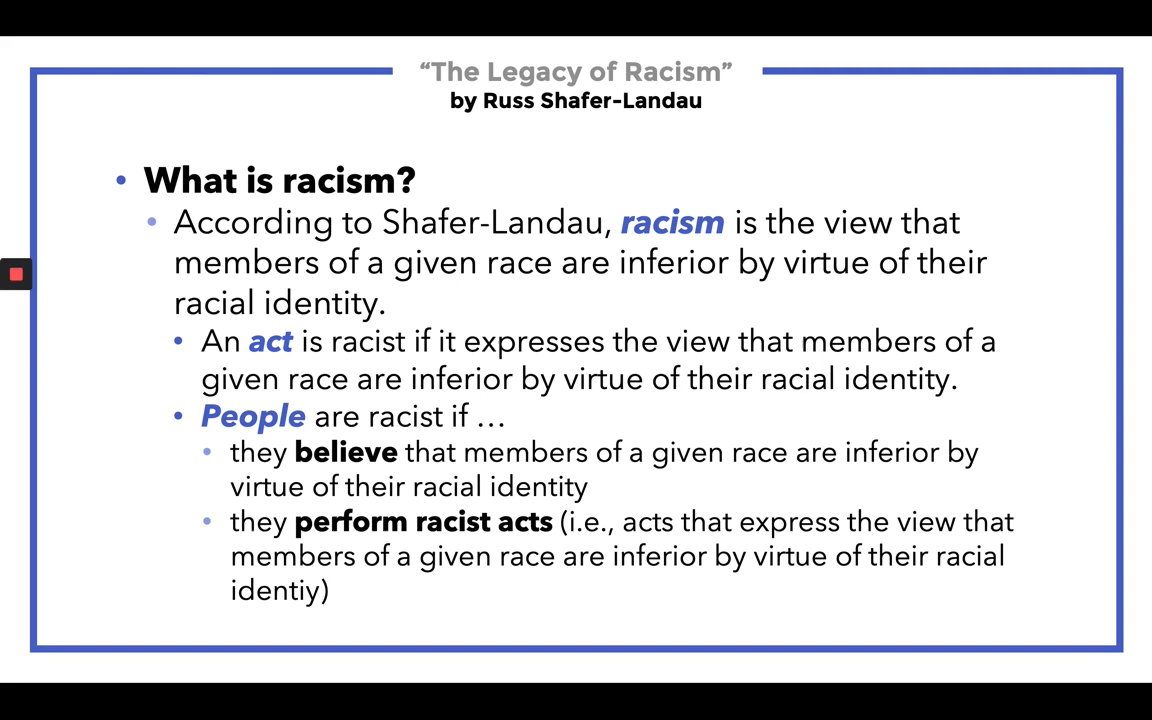 “The Legacy of Racism”
by Russ Shafer-Landau
• What is racism?
• According to Shafer-Landau, racism is the view that
members of a given race are inferior by virtue of their
racial identity.
• An act is racist if it expresses the view that members of a
given race are inferior by virtue of their racial identity.
• People are racist if …
• they believe that members of a given race are inferior by
virtue of their racial identity
• they perform racist acts (i.e., acts that express the view that
members of a given race are inferior by virtue of their racial
identiy)